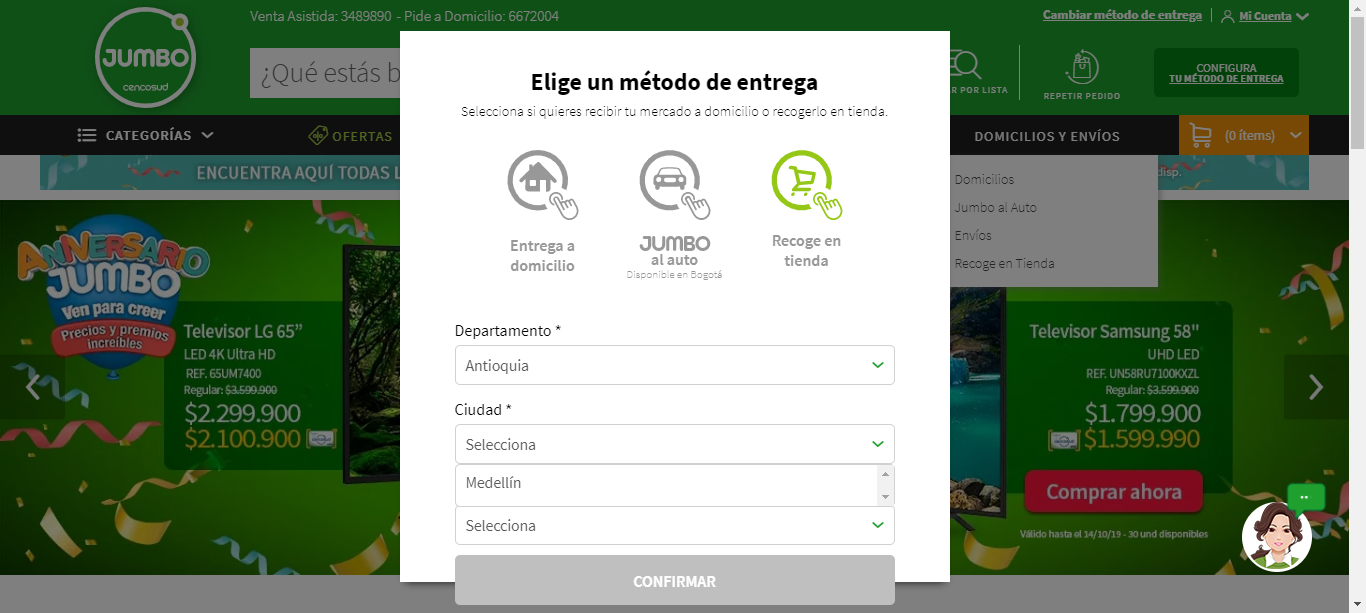 Venta Asistida: 3489890 - Pide a Domicilio: 6672004
Cambiar método de entrega
Mi Cuenta
JUMBO
cencosud
¿Qué estás b
R POR LISTA
REPETIR PEDIDO
CONFIGURA
TU MÉTODO DE ENTREGA
CATEGORÍAS
OFERTAS
DOMICILIOS Y ENVÍOS
(0 ítems)
ENCUENTRA AQUÍ TODAS L
disp.
Domicilios
Jumbo al Auto
Envíos
Recoge en Tienda
Elige un método de entrega
Selecciona si quieres recibir tu mercado a domicilio o recogerlo en tienda.
Entrega a
domicilio
JUMBO
al auto
Disponible en Bogotá
Recoge en
tienda
Departamento *
Antioquia
Ciudad *
Selecciona
Medellín
Selecciona
CONFIRMAR
ANIVERSARIO
JUMBO
Ven para creer
Precios y premios
increíbles
Televisor LG 65”
LED 4K Ultra HD
REF. 65UM7400
Regular: $3.599.900
$2.299.900
$2.100.900
Televisor Samsung 58"
UHD LED
REF. UN58RU7100KXZL
Regular: $3.599.900
$1.799.900
$1.599.990
Comprar ahora
Válido hasta el 14/10/19 - 30 und disponibles